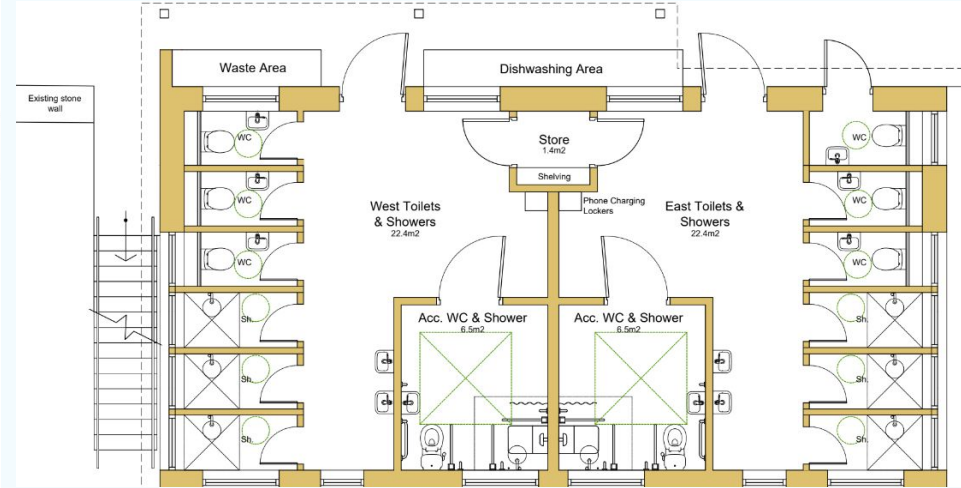 Waste Area
Dishwashing Area
Existing stone
wall
WC
Store
1.4m2
WC
Shelving
WC
West Toilets
& Showers
22.4m2
Phone Charging
Lockers
East Toilets &
Showers
22.4m2
WC
WC
WC
Sh.
Acc. WC & Shower
6.5m2
Acc. WC & Shower
6.5m2
Sh.
Sh.
Sh.
Sh.
Sh.